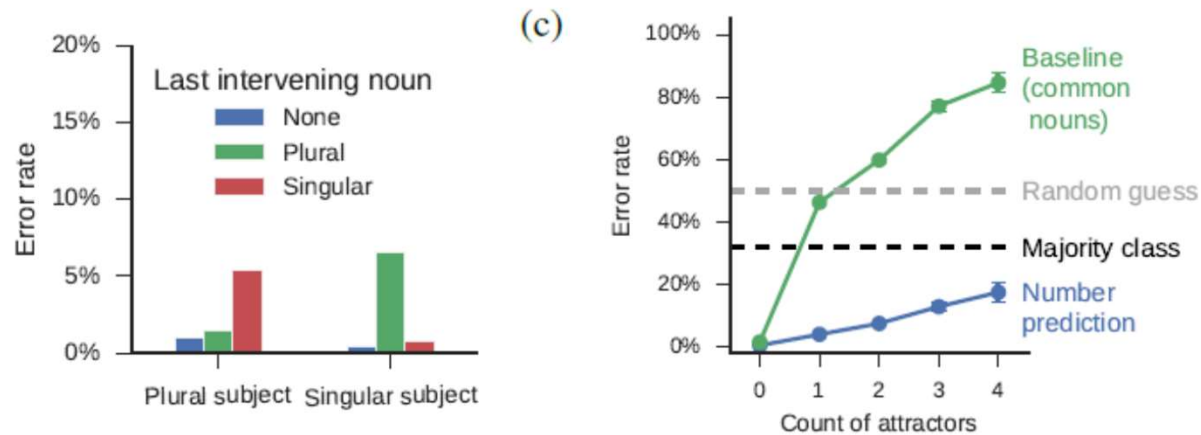 20%
15%
10%
5%
0%
Error rate
Last intervening noun
None
Plural
Singular
Plural subject
Singular subject
(c)
100%
80%
60%
40%
20%
0%
Error rate
0
1
2
3
4
Count of attractors
Baseline
(common
nouns)
Random guess
Majority class
Number
prediction